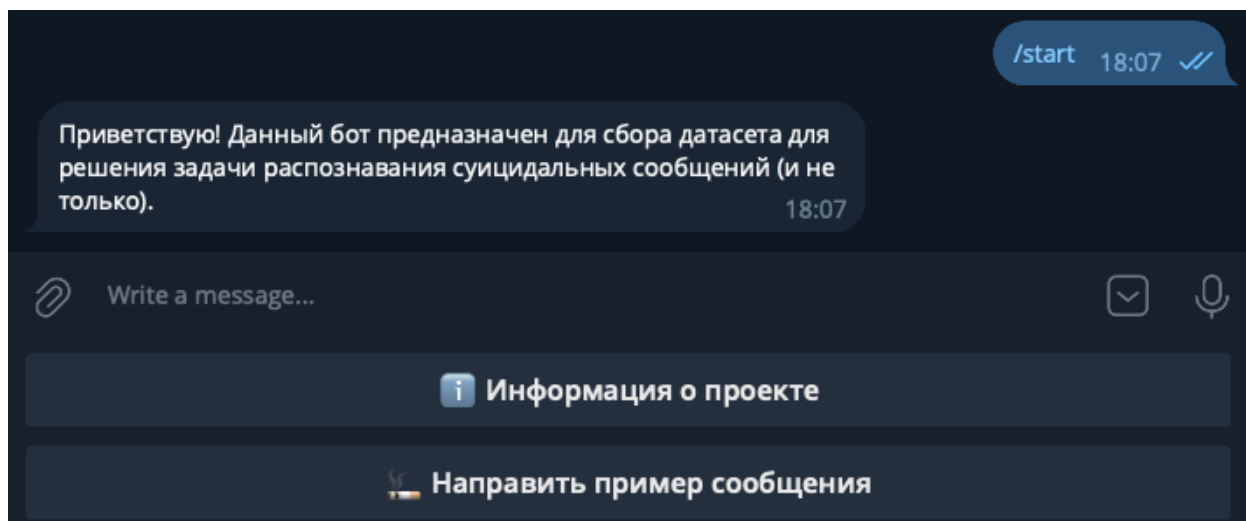 /start 18:07
Приветствую! Данный бот предназначен для сбора датасета для
решения задачи распознавания суицидальных сообщений (и не
только).
18:07
Write a message...
Информация о проекте
Направить пример сообщения